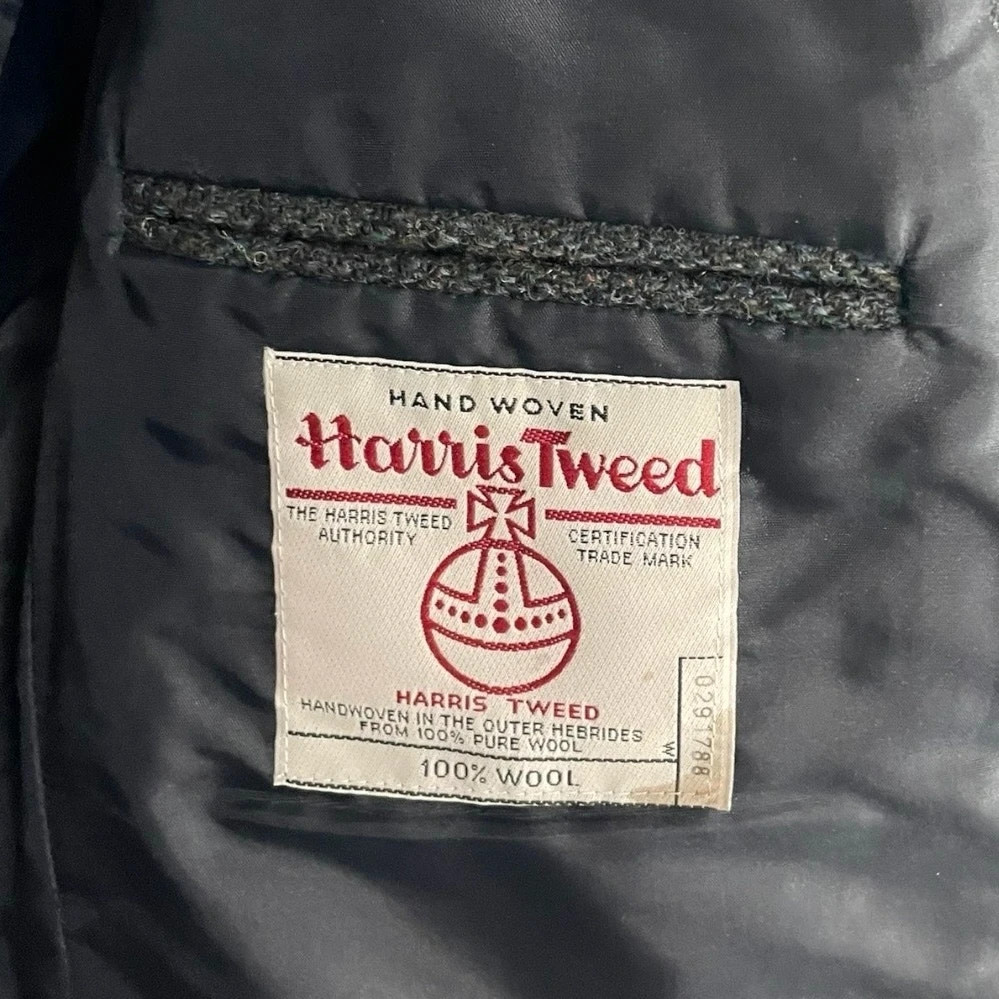 HAND WOVEN
Harris Tweed
THE HARRIS TWEED
AUTHORITY
CERTIFICATION
TRADE MARK
HARRIS TWEED
HANDWOVEN IN THE OUTER HEBRIDES
FROM 100% PURE WOOL
100% WOOL
W
0291788